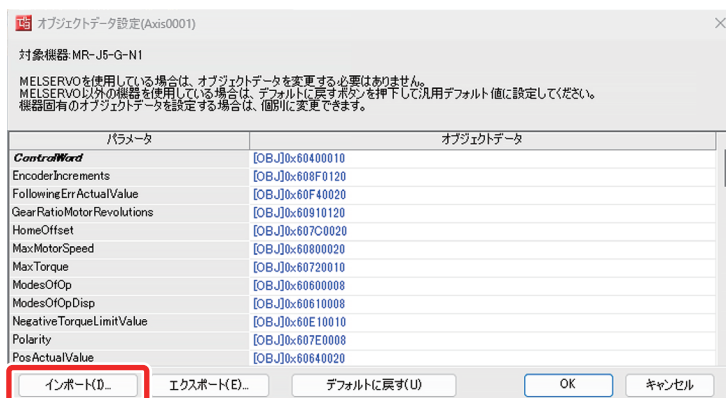 オブジェクトデータ設定(Axis0001)
対象機器:MR-J5-G-N1
MELSERVOを使用している場合は、オブジェクトデータを変更する必要はありません。
MELSERVO以外の機器を使用している場合は、デフォルトに戻すボタンを押下して汎用デフォルト値に設定してください。
機器固有のオブジェクトデータを設定する場合は、個別に変更できます。
パラメータ オブジェクトデータ
ControlWord [OBJ]0x60400010
EncoderIncrements [OBJ]0x608F0120
FollowingErrActualValue [OBJ]0x60F40020
GearRatioMotorRevolutions [OBJ]0x60910120
HomeOffset [OBJ]0x607C0020
MaxMotorSpeed [OBJ]0x60800020
MaxTorque [OBJ]0x60720010
ModesOfOp [OBJ]0x60600008
ModesOfOpDisp [OBJ]0x60610008
NegativeTorqueLimitValue [OBJ]0x60E10010
Polarity [OBJ]0x607E0008
PosActualValue [OBJ]0x60640020
インポート(I)... エクスポート(E)... デフォルトに戻す(U) OK キャンセル